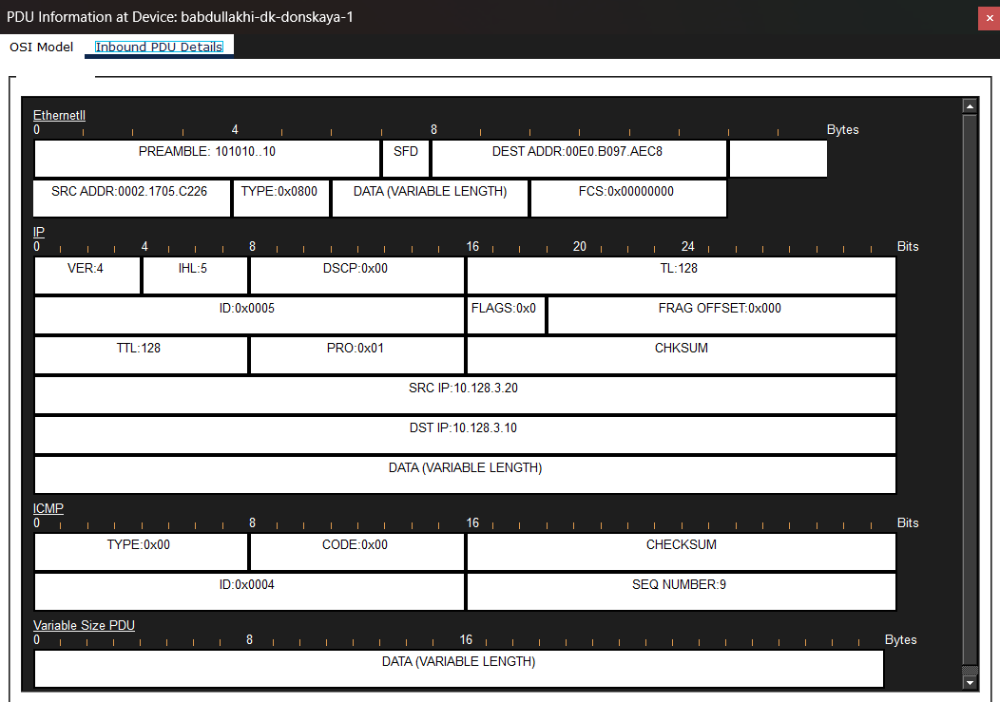 PDU Information at Device: babdullakhi-dk-donskaya-1
×
OSI Model Inbound PDU Details
EthernetII
0 4 8 Bytes
PREAMBLE: 101010..10 SFD DEST ADDR:00E0.B097.AEC8
SRC ADDR:0002.1705.C226 TYPE:0x0800 DATA (VARIABLE LENGTH) FCS:0x00000000
IP
0 4 8 16 20 24 Bits
VER:4 IHL:5 DSCP:0x00 TL:128
ID:0x0005 FLAGS:0x0 FRAG OFFSET:0x000
TTL:128 PRO:0x01 CHKSUM
SRC IP:10.128.3.20
DST IP:10.128.3.10
DATA (VARIABLE LENGTH)
ICMP
0 8 16 Bits
TYPE:0x00 CODE:0x00 CHECKSUM
ID:0x0004 SEQ NUMBER:9
Variable Size PDU
0 8 16 Bytes
DATA (VARIABLE LENGTH)